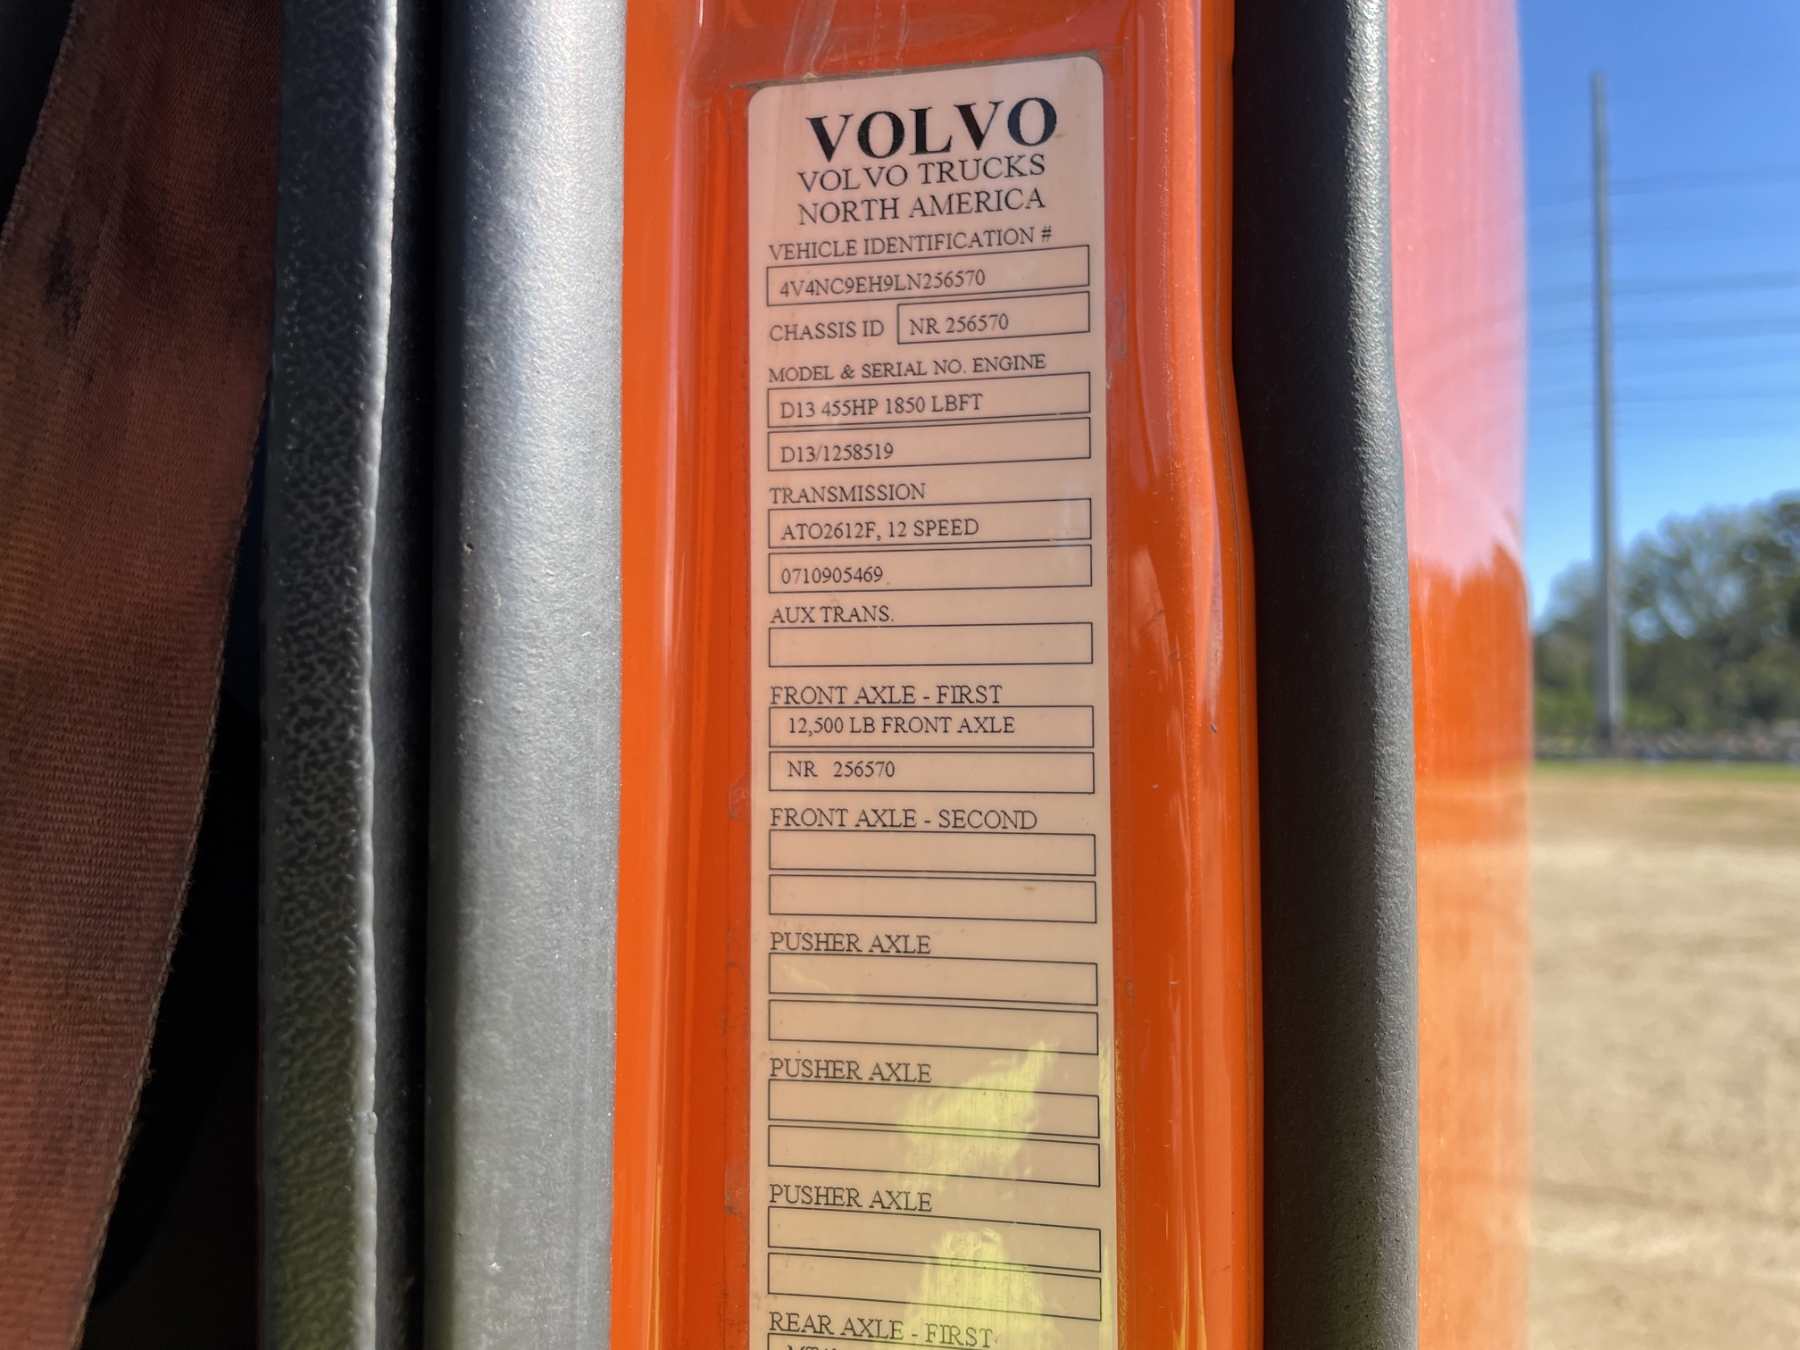 VOLVO
VOLVO TRUCKS
NORTH AMERICA
VEHICLE IDENTIFICATION #
4V4NC9EH9LN256570
CHASSIS ID NR 256570
MODEL & SERIAL NO. ENGINE
D13 455HP 1850 LBFT
D13/1258519
TRANSMISSION
ATO2612F, 12 SPEED
0710905469
AUX TRANS.
FRONT AXLE - FIRST
12,500 LB FRONT AXLE
NR 256570
FRONT AXLE - SECOND
PUSHER AXLE
PUSHER AXLE
PUSHER AXLE
REAR AXLE - FIRST